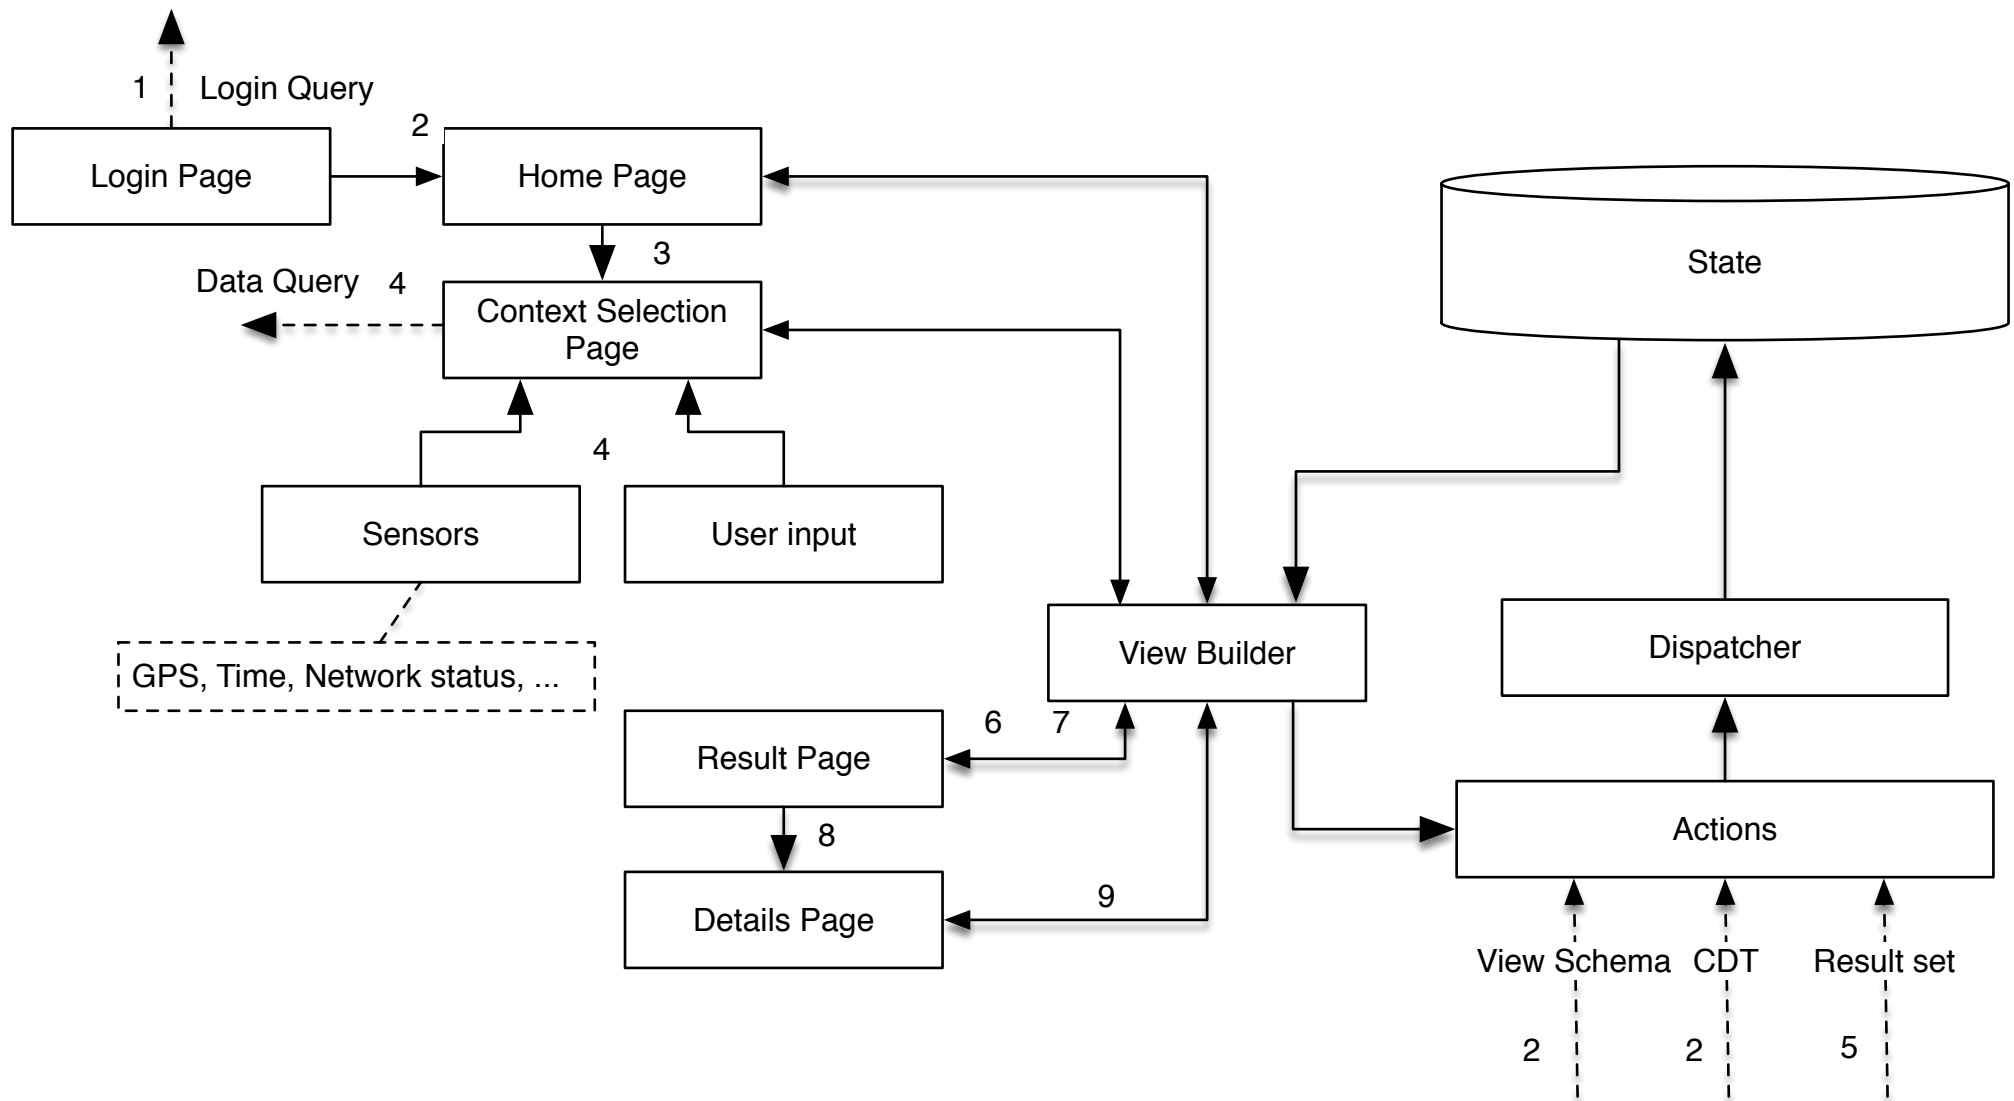 1
Login Query
2
Login Page
Home Page
3
State
Data Query
4
Context Selection
Page
4
Sensors
User input
View Builder
Dispatcher
GPS, Time, Network status, ...
6
7
Result Page
8
Actions
9
Details Page
View Schema
CDT
Result set
2
2
5